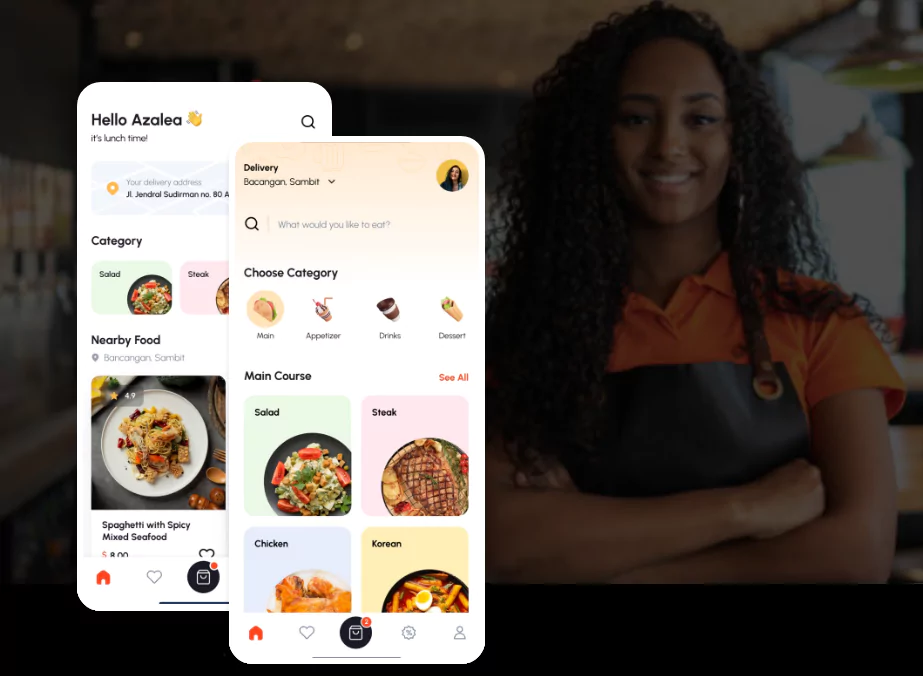 Hello Azalea 👋
it's lunch time!
Your delivery address
Jl. Jendral Sudirman no. 80 A
Category
Salad
Steak
Nearby Food
Bancangan, Sambit
4.9
Spaghetti with Spicy
Mixed Seafood
$ 8.00
Delivery
Bacangan, Sambit
What would you like to eat?
Choose Category
Main
Appetizer
Drinks
Dessert
Main Course
See All
Salad
Steak
Chicken
Korean
2